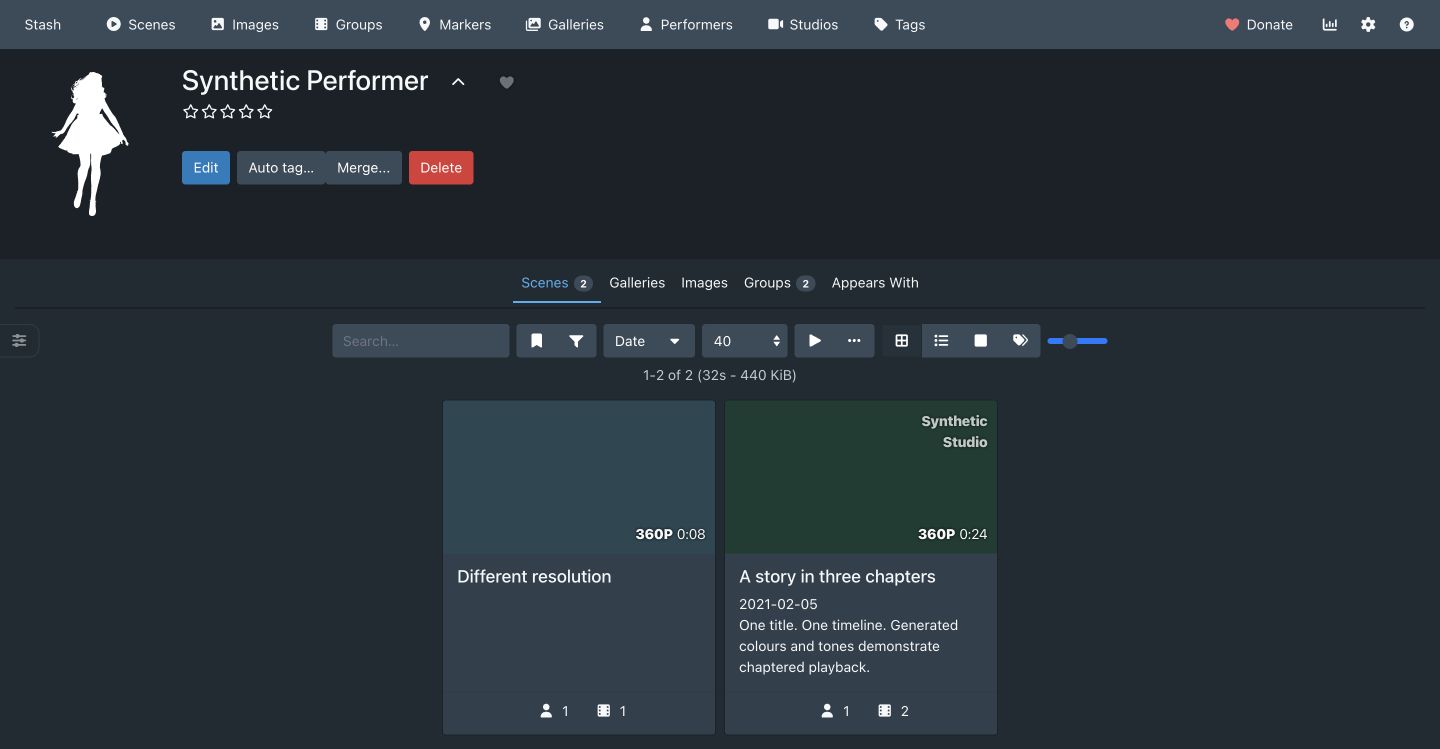 Stash Scenes Images Groups Markers Galleries Performers Studios Tags Donate
Synthetic Performer
Edit Auto tag... Merge... Delete
Scenes 2 Galleries Images Groups 2 Appears With
Search... Date 40
1-2 of 2 (32s - 440 KiB)
360P 0:08
Different resolution
1 1
Synthetic
Studio
360P 0:24
A story in three chapters
2021-02-05
One title. One timeline. Generated
colours and tones demonstrate
chaptered playback.
1 2